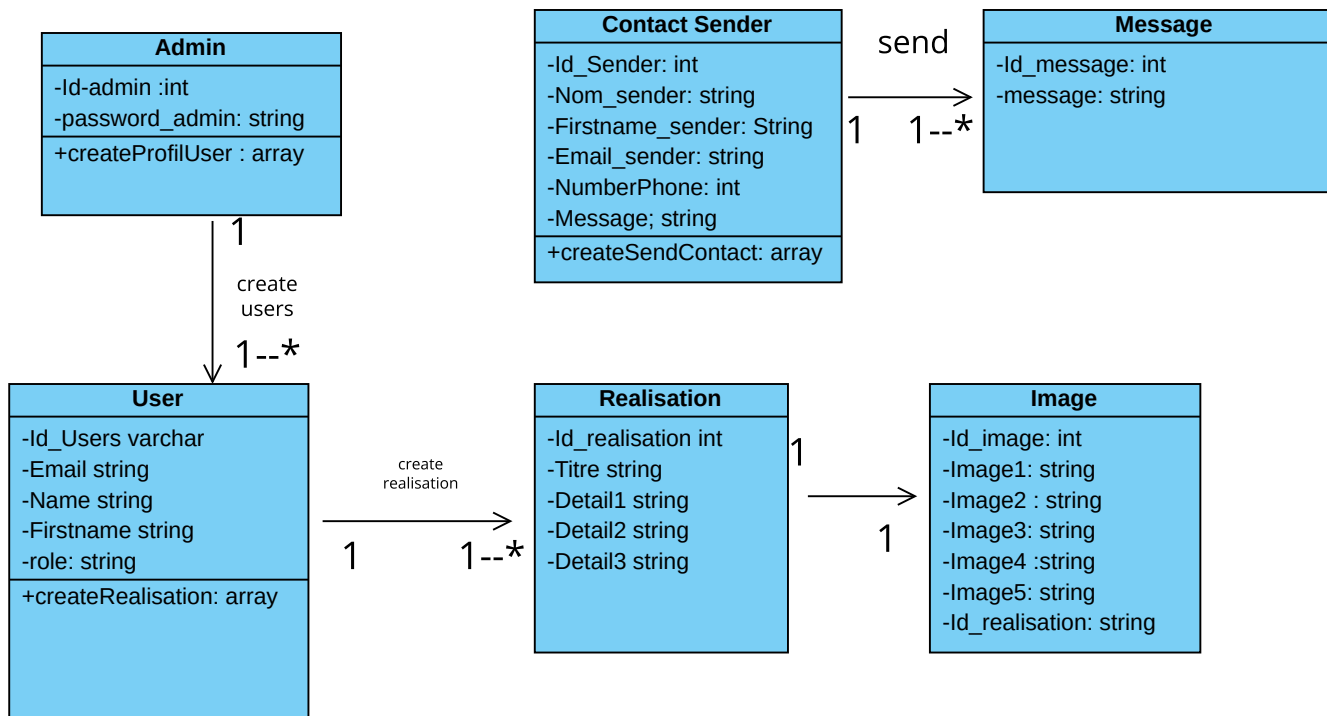 Admin
-Id-admin :int
-password_admin: string
+createProfilUser : array
1
create
users
1--*
Contact Sender
-Id_Sender: int
-Nom_sender: string
-Firstname_sender: String
-Email_sender: string
-NumberPhone: int
-Message; string
+createSendContact: array
send
1
1--*
Message
-Id_message: int
-message: string
User
-Id_Users varchar
-Email string
-Name string
-Firstname string
-role: string
+createRealisation: array
create
realisation
1
1--*
Realisation
-Id_realisation int
-Titre string
-Detail1 string
-Detail2 string
-Detail3 string
1
1
Image
-Id_image: int
-Image1: string
-Image2 : string
-Image3: string
-Image4 :string
-Image5: string
-Id_realisation: string